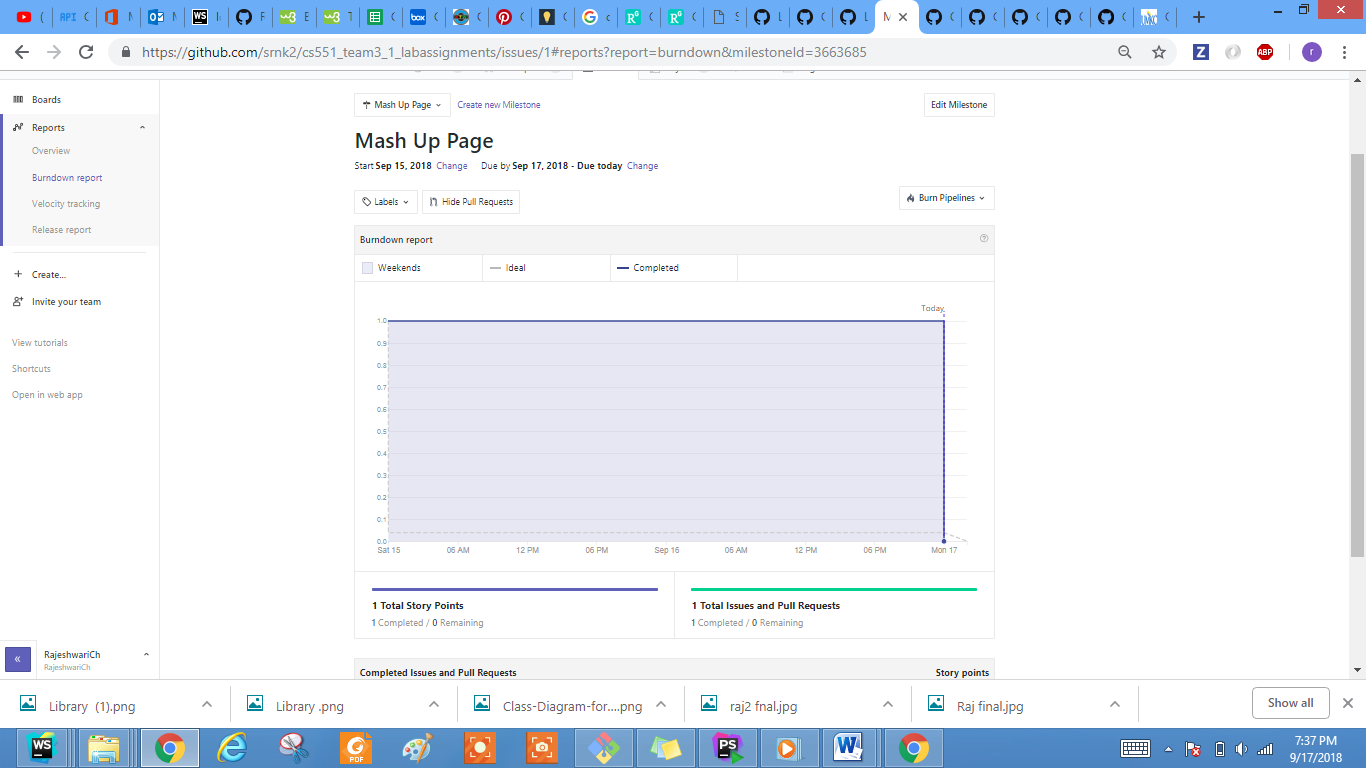 https://github.com/srnk2/cs551_team3_1_labassignments/issues/1#reports?report=burndown&milestoneId=3663685
Boards
Reports
Overview
Burndown report
Velocity tracking
Release report
Create...
Invite your team
View tutorials
Shortcuts
Open in web app
RajeshwariCh
RajeshwariCh
Mash Up Page
Create new Milestone
Edit Milestone
Mash Up Page
Start Sep 15, 2018 Change Due by Sep 17, 2018 - Due today Change
Labels
Hide Pull Requests
Burn Pipelines
Burndown report
Weekends
Ideal
Completed
Today
1.0
0.9
0.8
0.7
0.6
0.5
0.4
0.3
0.2
0.1
0.0
Sat 15 06 AM 12 PM 06 PM Sep 16 06 AM 12 PM 06 PM Mon 17
1 Total Story Points
1 Completed / 0 Remaining
1 Total Issues and Pull Requests
1 Completed / 0 Remaining
Completed Issues and Pull Requests
Story points
Library (1).png
Library .png
Class-Diagram-for....png
raj2 fnal.jpg
Raj final.jpg
Show all
7:37 PM
9/17/2018